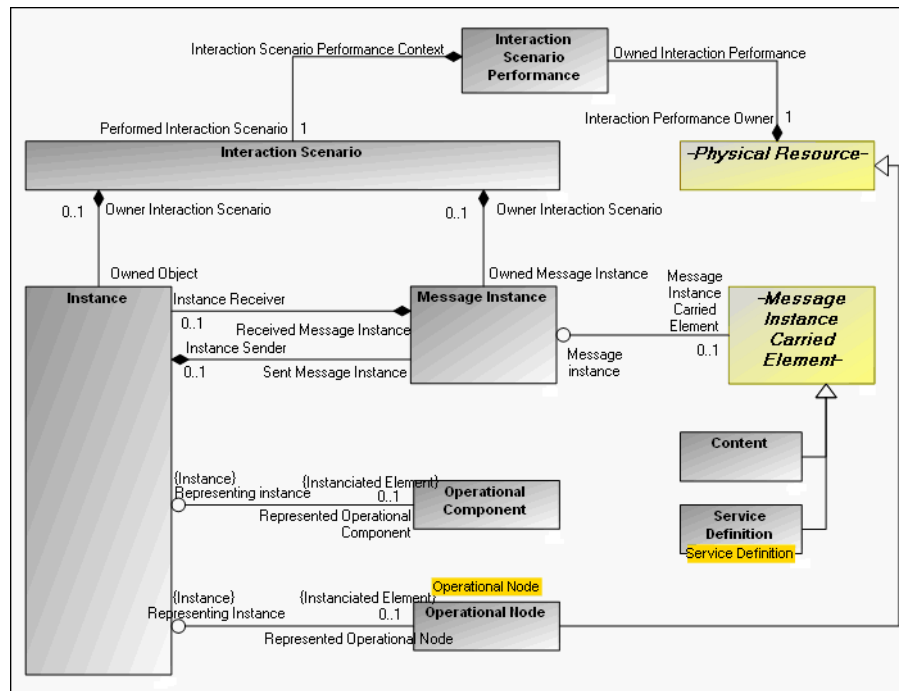 Interaction Scenario Performance Context
Interaction
Scenario
Performance
Owned Interaction Performance
Performed Interaction Scenario
1
Interaction Performance Owner
1
Interaction Scenario
-Physical Resource-
0..1
Owner Interaction Scenario
0..1
Owner Interaction Scenario
Owned Object
Owned Message Instance
Instance
Instance Receiver
0..1
Received Message Instance
Instance Sender
0..1
Sent Message Instance
Message Instance
Message
Instance
Carried
Element
0..1
Message
instance
-Message
Instance
Carried
Element-
Content
Service
Definition
Service Definition
{Instance}
Representing instance
{Instanciated Element}
0..1
Represented Operational
Component
Operational
Component
Operational Node
{Instance}
Representing Instance
{Instanciated Element}
0..1
Represented Operational Node
Operational Node